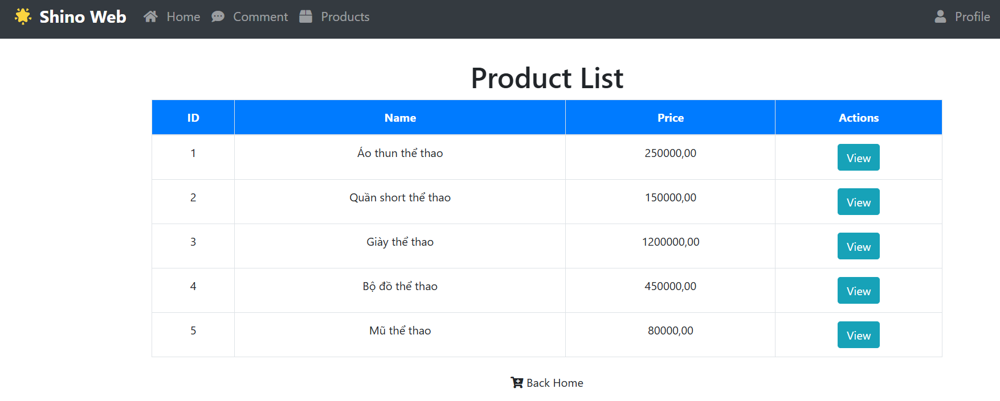 Shino Web Home Comment Products Profile
Product List
ID Name Price Actions
1 Áo thun thể thao 250000,00 View
2 Quần short thể thao 150000,00 View
3 Giày thể thao 1200000,00 View
4 Bộ đồ thể thao 450000,00 View
5 Mũ thể thao 80000,00 View
Back Home